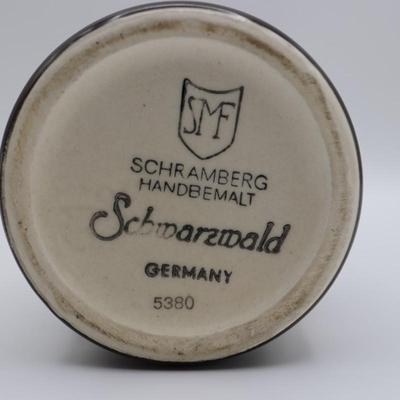 SMF
SCHRAMBERG
HANDBEMALT
Schwarzwald
GERMANY
5380